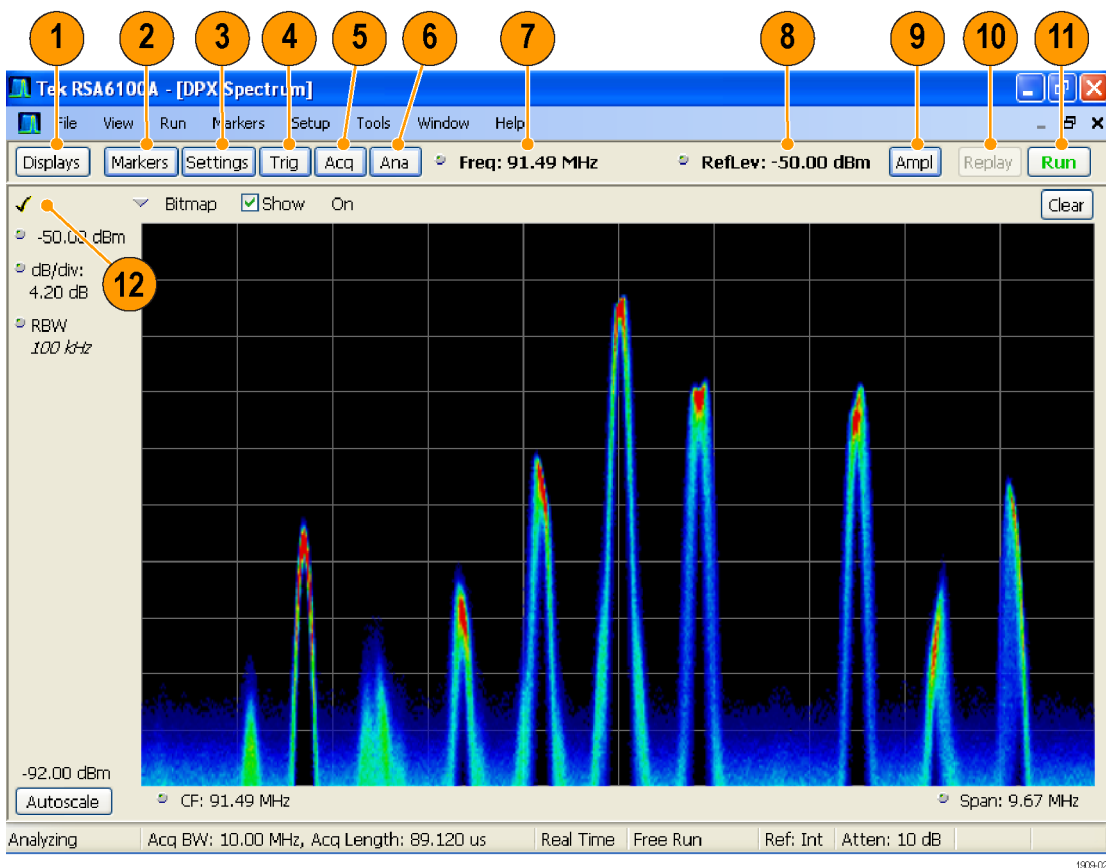 1 2 3 4 5 6 7 8 9 10 11
Tek RSA6100A - [DPX Spectrum]
File View Run Markers Setup Tools Window Help
Displays Markers Settings Trig Acq Ana Freq: 91.49 MHz RefLev: -50.00 dBm Ampl Replay Run
Bitmap Show On Clear
-50.00 dBm
12
dB/div:
4.20 dB
RBW
100 kHz
-92.00 dBm
Autoscale CF: 91.49 MHz Span: 9.67 MHz
Analyzing Acq BW: 10.00 MHz, Acq Length: 89.120 us Real Time Free Run Ref: Int Atten: 10 dB